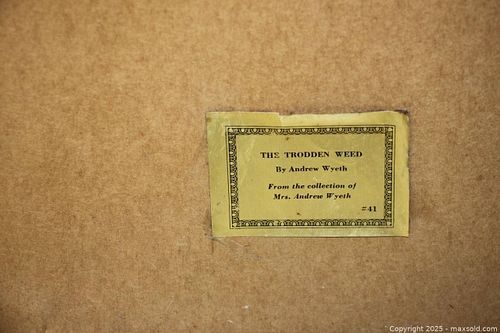 THE TRODDEN WEED
By Andrew Wyeth
From the collection of
Mrs. Andrew Wyeth
#41
Copyright © 2025 - maxsold.com